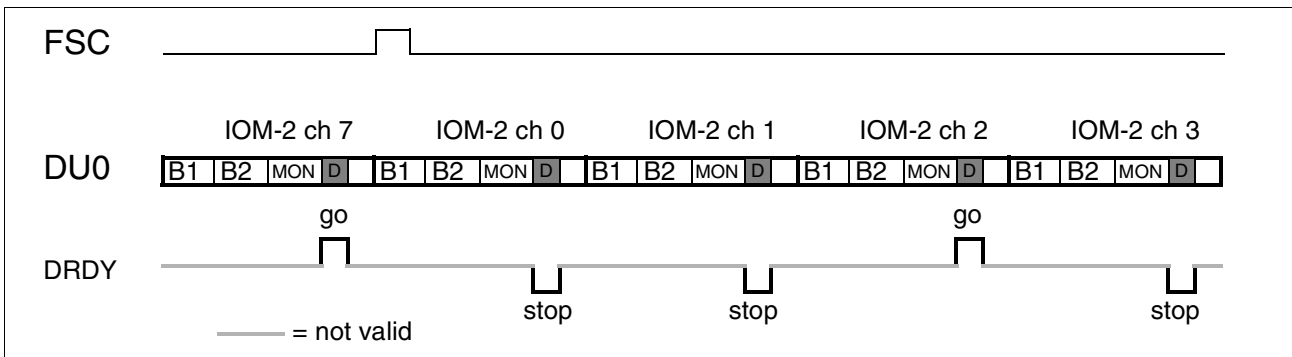 FSC
IOM-2 ch 7 IOM-2 ch 0 IOM-2 ch 1 IOM-2 ch 2 IOM-2 ch 3
DU0 B1 B2 MON D B1 B2 MON D B1 B2 MON D B1 B2 MON D B1 B2 MON D
go go
DRDY
stop stop stop
= not valid